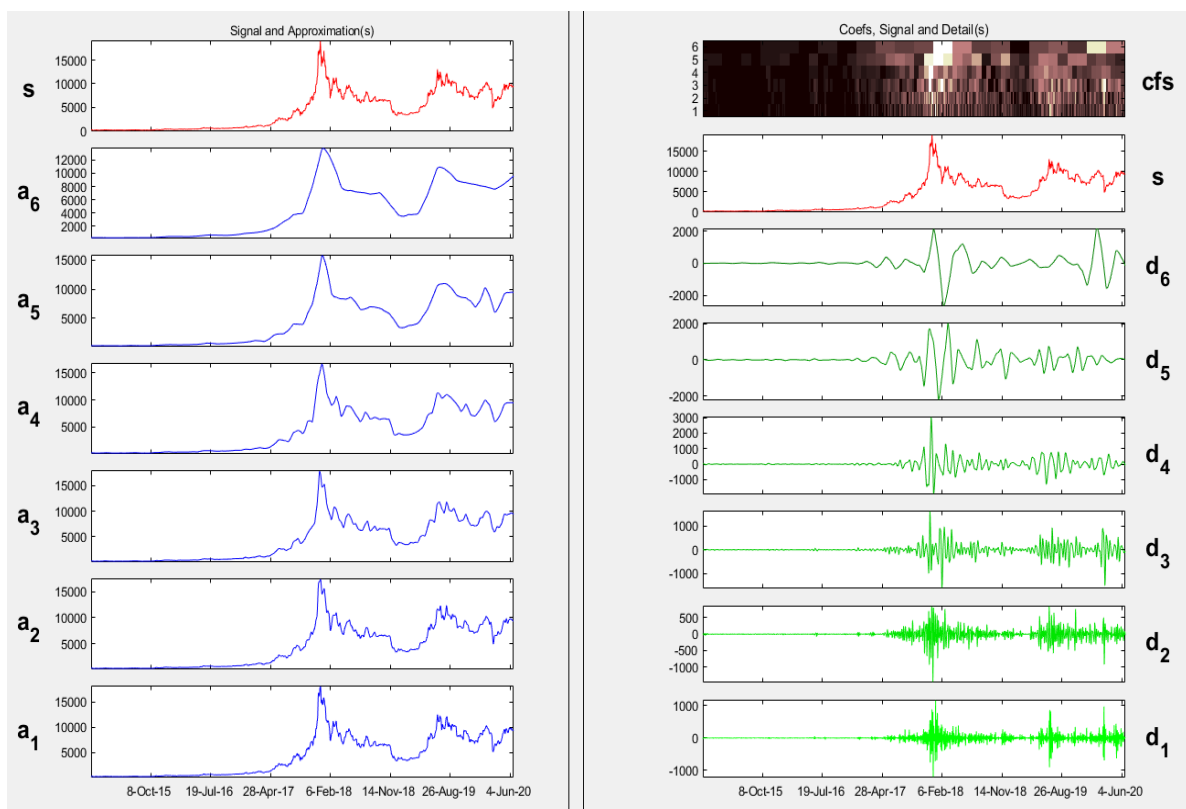 Signal and Approximation(s)
s
15000
10000
5000
0
a6
12000
10000
8000
6000
4000
2000
a5
15000
10000
5000
a4
15000
10000
5000
a3
15000
10000
5000
a2
15000
10000
5000
a1
15000
10000
5000
8-Oct-15 19-Jul-16 28-Apr-17 6-Feb-18 14-Nov-18 26-Aug-19 4-Jun-20
Coefs, Signal and Detail(s)
6
5
4
3
2
1
cfs
15000
10000
5000
0
s
2000
0
-2000
d6
2000
0
-2000
d5
3000
2000
1000
0
-1000
d4
1000
0
-1000
d3
500
0
-500
-1000
d2
1000
0
-1000
d1
8-Oct-15 19-Jul-16 28-Apr-17 6-Feb-18 14-Nov-18 26-Aug-19 4-Jun-20